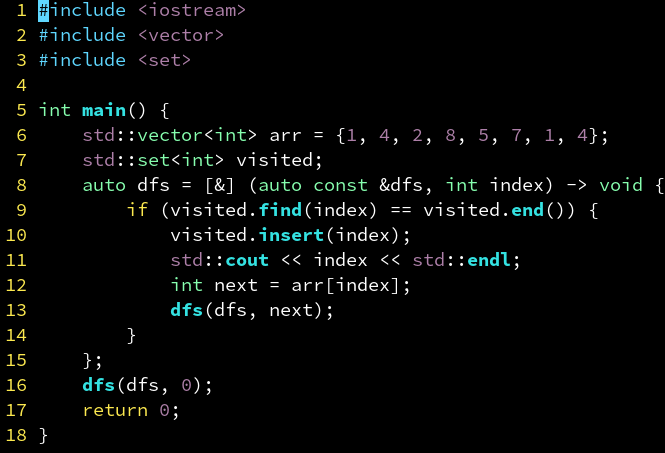 1 #include <iostream>
2 #include <vector>
3 #include <set>
4
5 int main() {
6     std::vector<int> arr = {1, 4, 2, 8, 5, 7, 1, 4};
7     std::set<int> visited;
8     auto dfs = [&] (auto const &dfs, int index) -> void {
9         if (visited.find(index) == visited.end()) {
10             visited.insert(index);
11             std::cout << index << std::endl;
12             int next = arr[index];
13             dfs(dfs, next);
14         }
15     };
16     dfs(dfs, 0);
17     return 0;
18 }